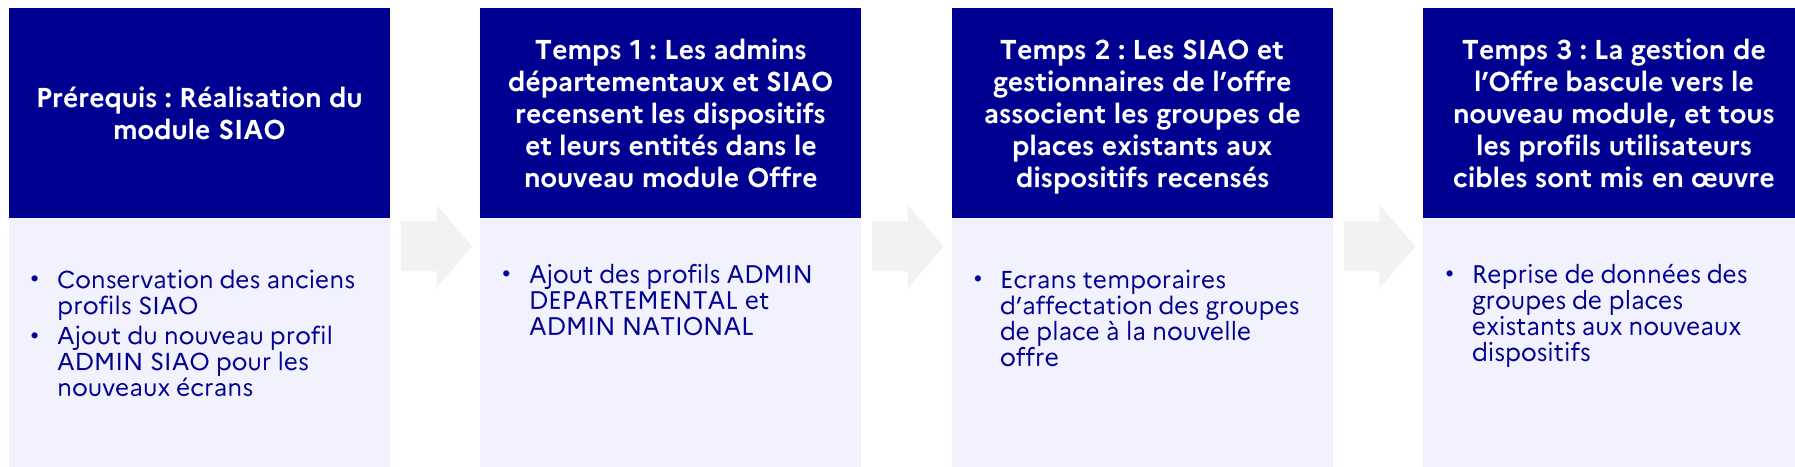 Prérequis : Réalisation du
module SIAO
• Conservation des anciens
profils SIAO
• Ajout du nouveau profil
ADMIN SIAO pour les
nouveaux écrans
Temps 1 : Les admins
départementaux et SIAO
recensent les dispositifs
et leurs entités dans le
nouveau module Offre
• Ajout des profils ADMIN
DEPARTEMENTAL et
ADMIN NATIONAL
Temps 2 : Les SIAO et
gestionnaires de l’offre
associent les groupes de
places existants aux
dispositifs recensés
• Ecrans temporaires
d’affectation des groupes
de place à la nouvelle
offre
Temps 3 : La gestion de
l’Offre bascule vers le
nouveau module, et tous
les profils utilisateurs
cibles sont mis en œuvre
• Reprise de données des
groupes de places
existants aux nouveaux
dispositifs